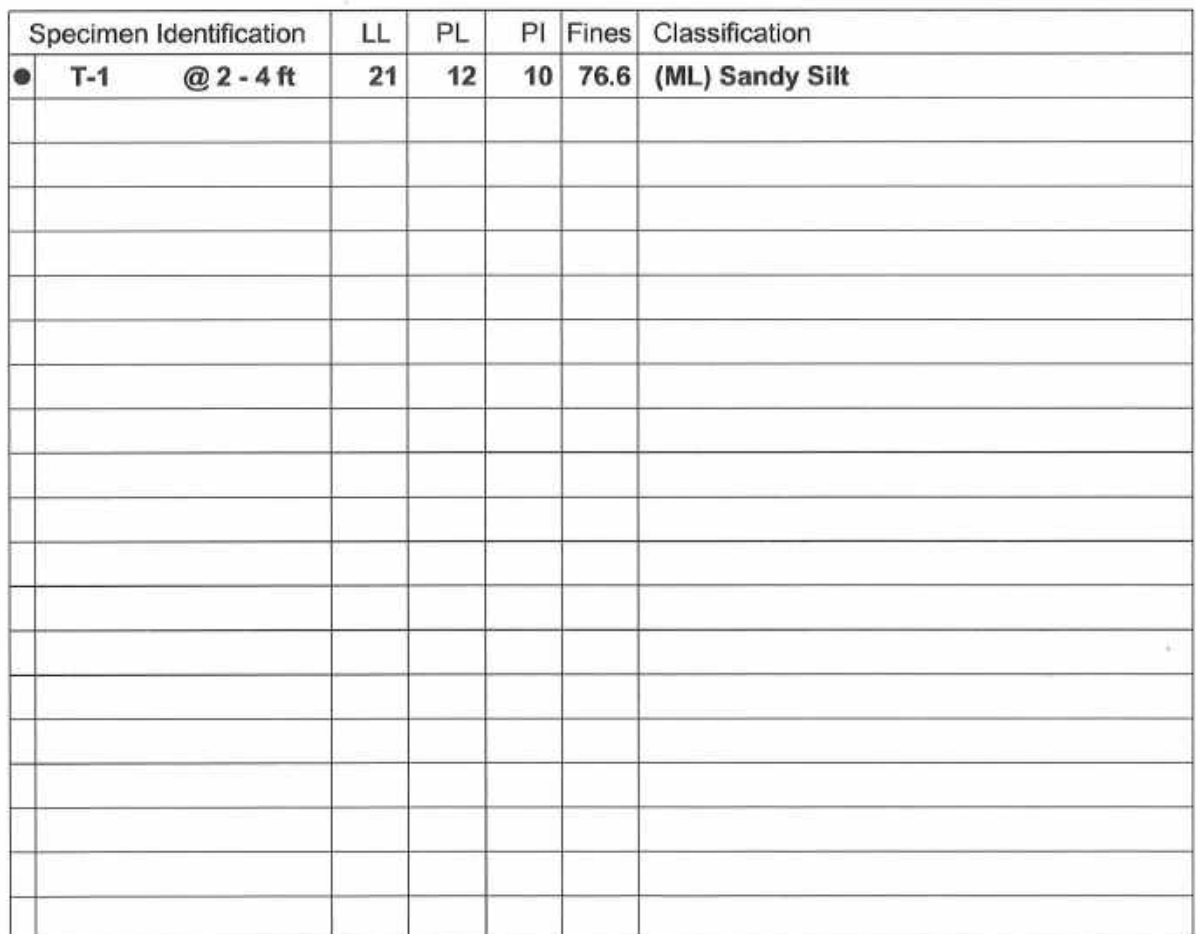 Specimen Identification LL PL PI Fines Classification
● T-1 @ 2 - 4 ft 21 12 10 76.6 (ML) Sandy Silt